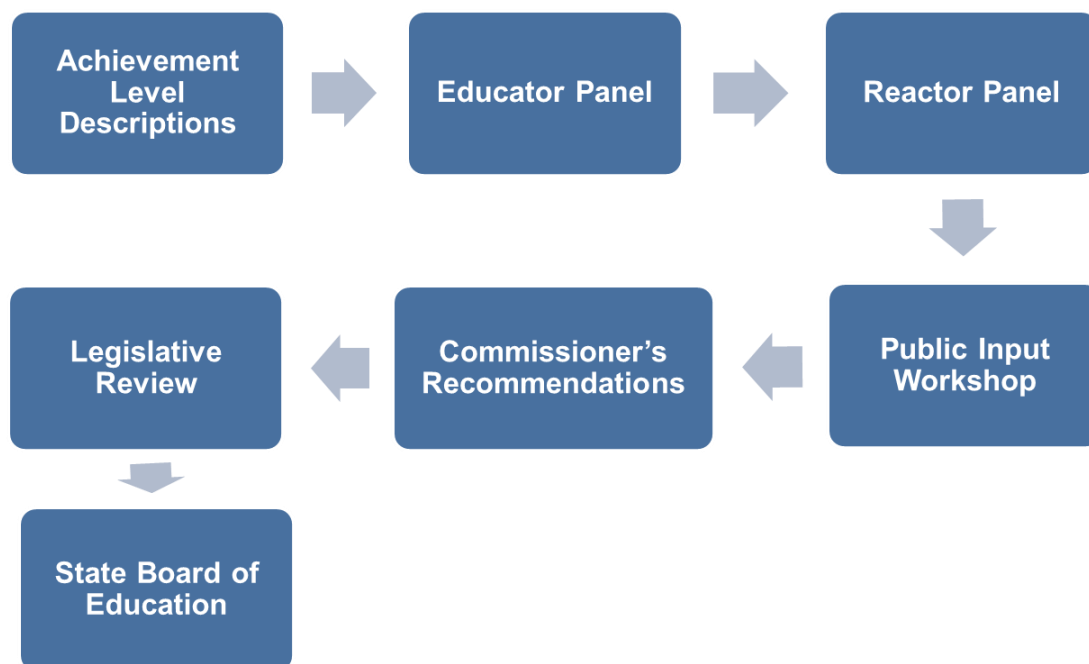 Achievement
Level
Descriptions
Educator Panel
Reactor Panel
Public Input
Workshop
Commissioner’s
Recommendations
Legislative
Review
State Board of
Education